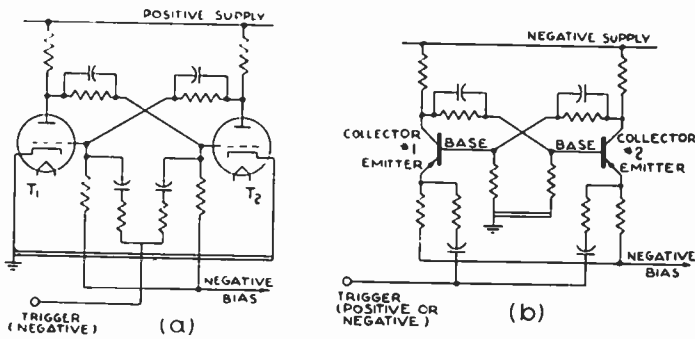 POSITIVE SUPPLY
T1
T2
NEGATIVE
BIAS
TRIGGER
(NEGATIVE)
(a)
NEGATIVE SUPPLY
COLLECTOR
#1
EMITTER
BASE
BASE
COLLECTOR
#2
EMITTER
NEGATIVE
BIAS
TRIGGER
(POSITIVE OR
NEGATIVE)
(b)